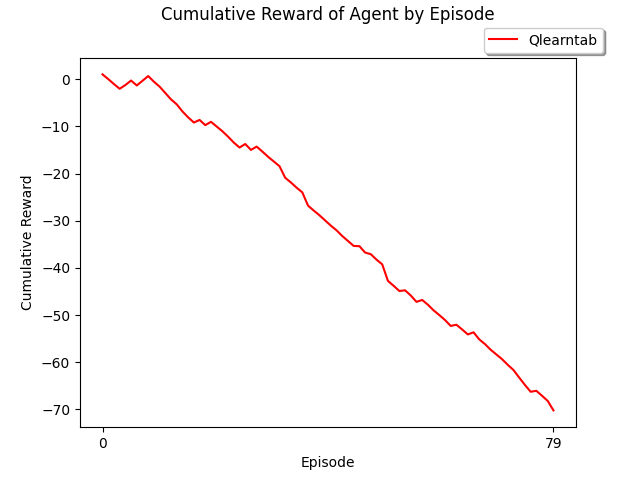 Cumulative Reward of Agent by Episode
Qlearntab
0
−10
−20
−30
−40
−50
−60
−70
Cumulative Reward
0 79
Episode